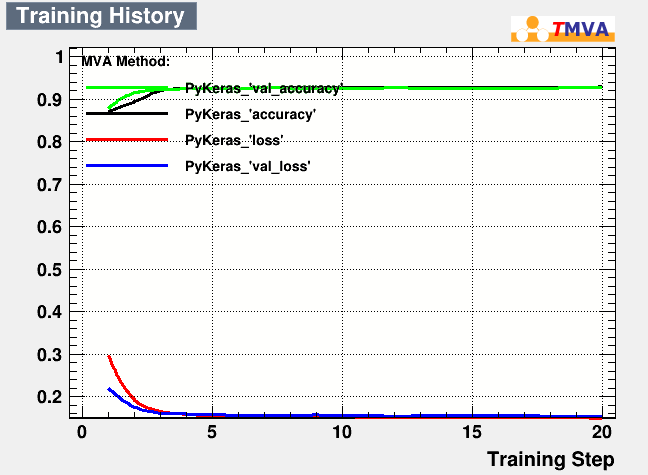 Training History
TMVA
MVA Method:
PyKeras_'val_accuracy'
PyKeras_'accuracy'
PyKeras_'loss'
PyKeras_'val_loss'
1
0.9
0.8
0.7
0.6
0.5
0.4
0.3
0.2
0 5 10 15 20
Training Step